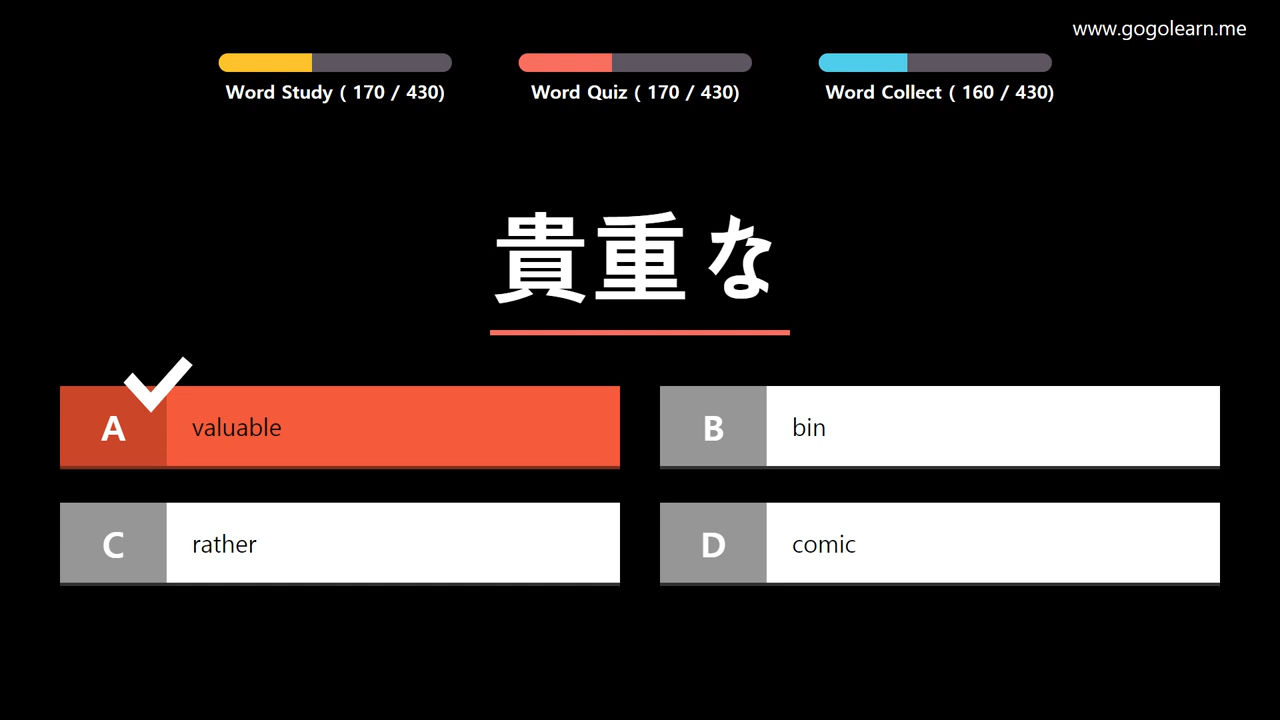 www.gogolearn.me
Word Study ( 170 / 430)
Word Quiz ( 170 / 430)
Word Collect ( 160 / 430)
貴重な
A valuable
B bin
C rather
D comic